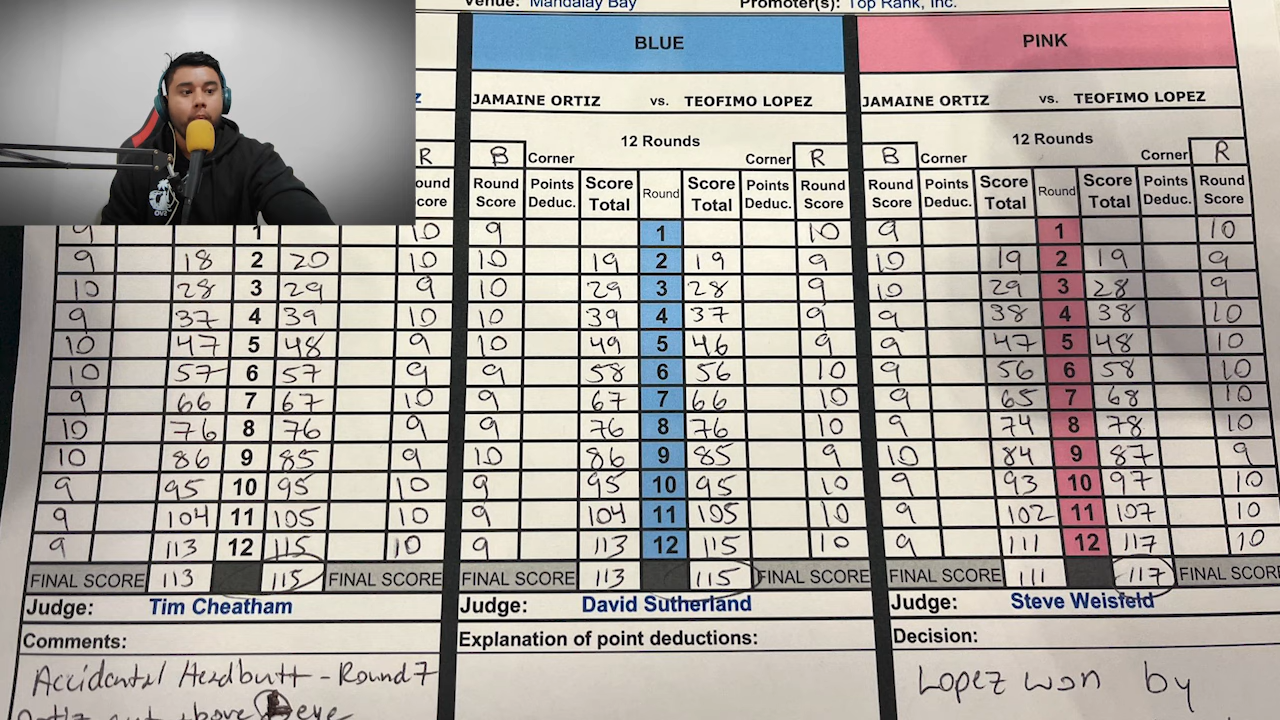 Venue: Mandalay Bay Promoter(s): Top Rank, Inc.
BLUE PINK
Z JAMAINE ORTIZ vs. TEOFIMO LOPEZ JAMAINE ORTIZ vs. TEOFIMO LOPEZ
12 Rounds 12 Rounds
R B Corner Corner R B Corner Corner R
Round Score Round Score Points Deduc. Score Total Round Score Total Points Deduc. Round Score Round Score Points Deduc. Score Total Round Score Total Points Deduc. Round Score
9 1 10 9 1 10 9 1 10
9 18 2 20 10 10 19 2 19 9 10 19 2 19 9
10 28 3 29 9 10 29 3 28 9 10 29 3 28 9
9 37 4 39 10 10 39 4 37 9 9 38 4 38 10
10 47 5 48 9 10 49 5 46 9 9 47 5 48 10
10 57 6 57 9 9 58 6 56 10 9 56 6 58 10
9 66 7 67 10 9 67 7 66 10 9 65 7 68 10
10 76 8 76 9 9 76 8 76 10 9 74 8 78 10
10 86 9 85 9 10 86 9 85 9 10 84 9 87 9
9 95 10 95 10 9 95 10 95 10 9 93 10 97 10
9 104 11 105 10 9 104 11 105 10 9 102 11 107 10
9 113 12 115 10 9 113 12 115 10 9 111 12 117 10
FINAL SCORE 113 115 FINAL SCORE FINAL SCORE 113 115 FINAL SCORE FINAL SCORE 111 117 FINAL SCORE
Judge: Tim Cheatham Judge: David Sutherland Judge: Steve Weisfeld
Comments: Explanation of point deductions: Decision:
Accidental Headbutt - Round 7 Lopez won by
Ortiz cut above eye